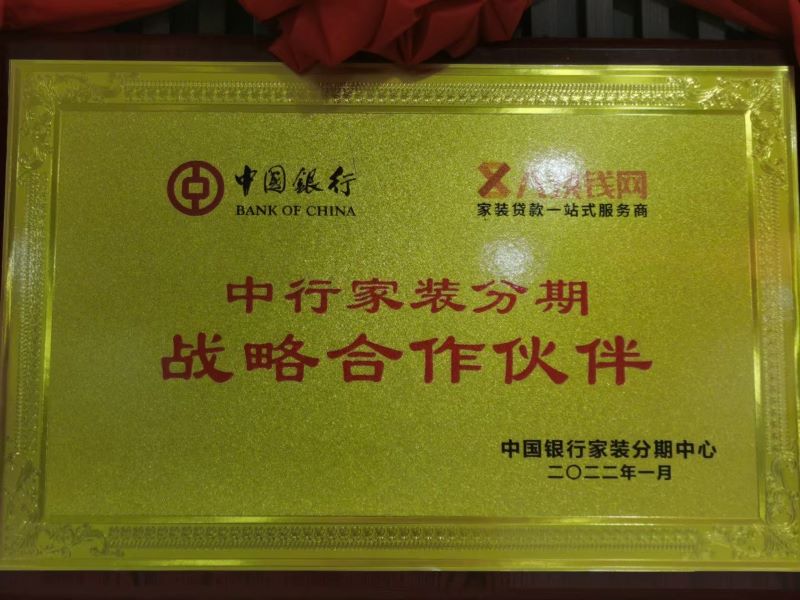 中国银行
BANK OF CHINA
钱网
家装贷款一站式服务商
中行家装分期
战略合作伙伴
中国银行家装分期中心
二〇二二年一月